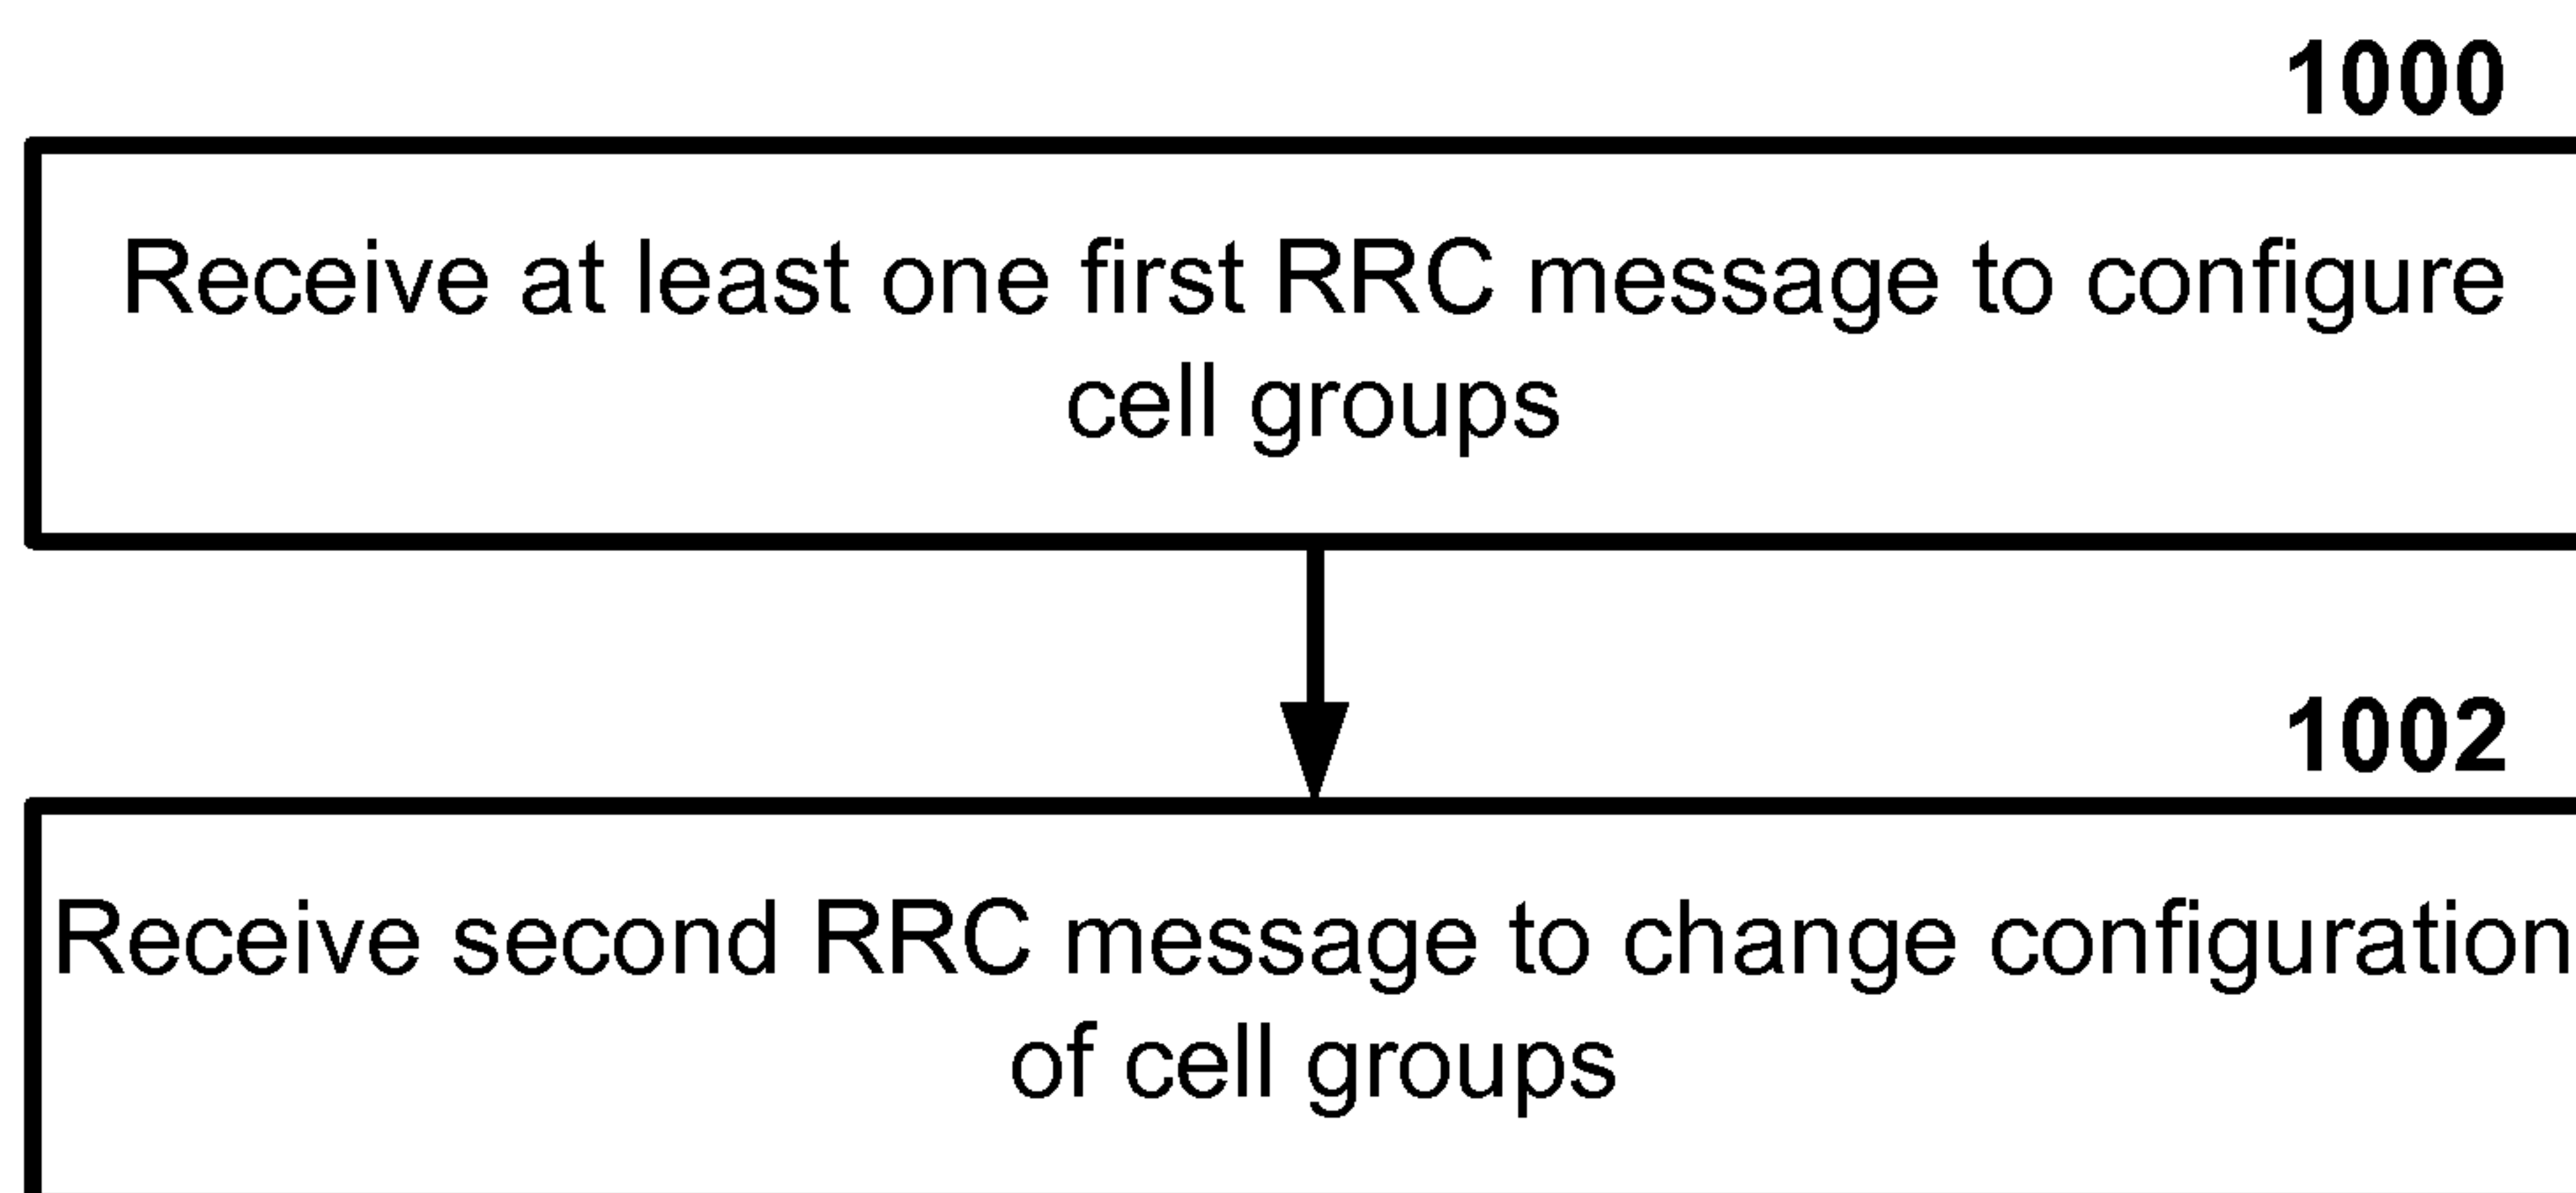 1000
Receive at least one first RRC message to configure
cell groups
1002
Receive second RRC message to change configuration
of cell groups